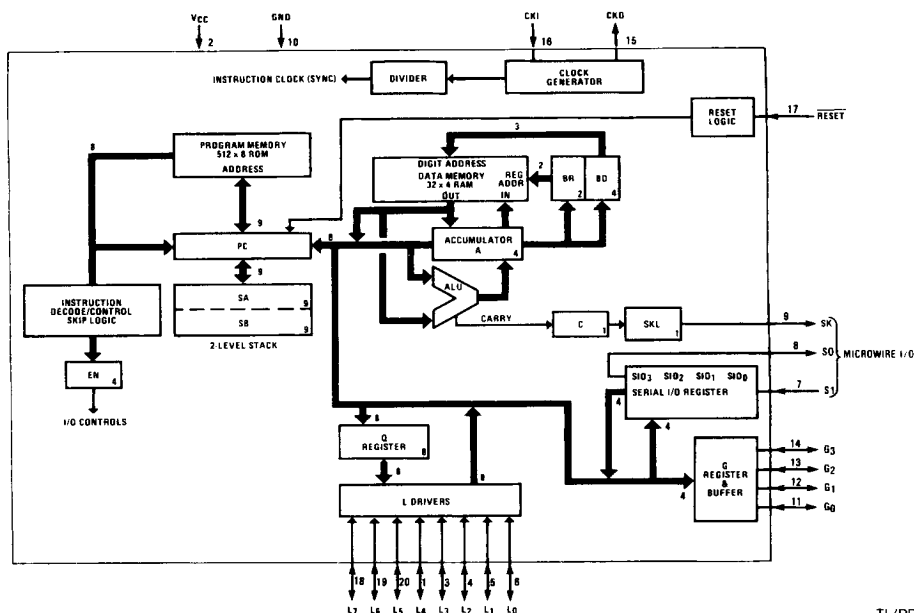 VCC GND CKI CKO
2 10 16 15
INSTRUCTION CLOCK (SYNC)
DIVIDER
CLOCK
GENERATOR
RESET
LOGIC
17
RESET
8
PROGRAM MEMORY
512 x 8 ROM
ADDRESS
3
DIGIT ADDRESS
DATA MEMORY
32 x 4 RAM
REG
ADDR
OUT
IN
2
BR
2
BD
4
9
PC
8
ACCUMULATOR
A
4
9
INSTRUCTION
DECODE/CONTROL
SKIP LOGIC
SA
9
SB
9
2-LEVEL STACK
ALU
CARRY
C
1
SKL
1
9
SK
8
SO
7
S1
MICROWIRE I/O
EN
4
I/O CONTROLS
SIO3 SIO2 SIO1 SIO0
SERIAL I/O REGISTER
4
4
8
Q
REGISTER
8
8
8
L DRIVERS
4
G
REGISTER
&
BUFFER
14 G3
13 G2
12 G1
11 G0
18 19 20 1 3 4 5 6
L7 L6 L5 L4 L3 L2 L1 L0